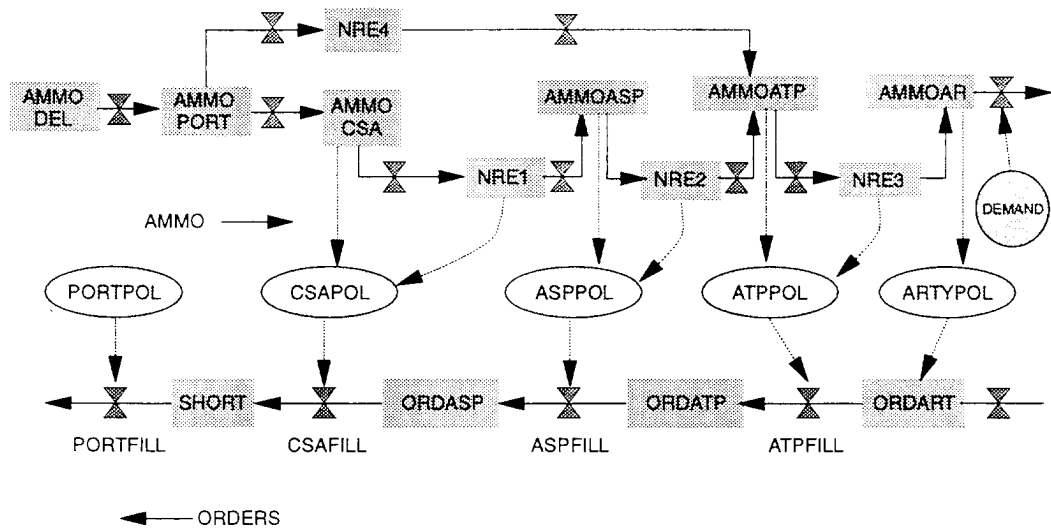 NRE4
AMMO
DEL
AMMO
PORT
AMMO
CSA
AMMOASP
AMMOATP
AMMOAR
NRE1
NRE2
NRE3
DEMAND
AMMO
PORTPOL
CSAPOL
ASPPOL
ATPPOL
ARTYPOL
SHORT
ORDASP
ORDATP
ORDART
PORTFILL
CSAFILL
ASPFILL
ATPFILL
ORDERS